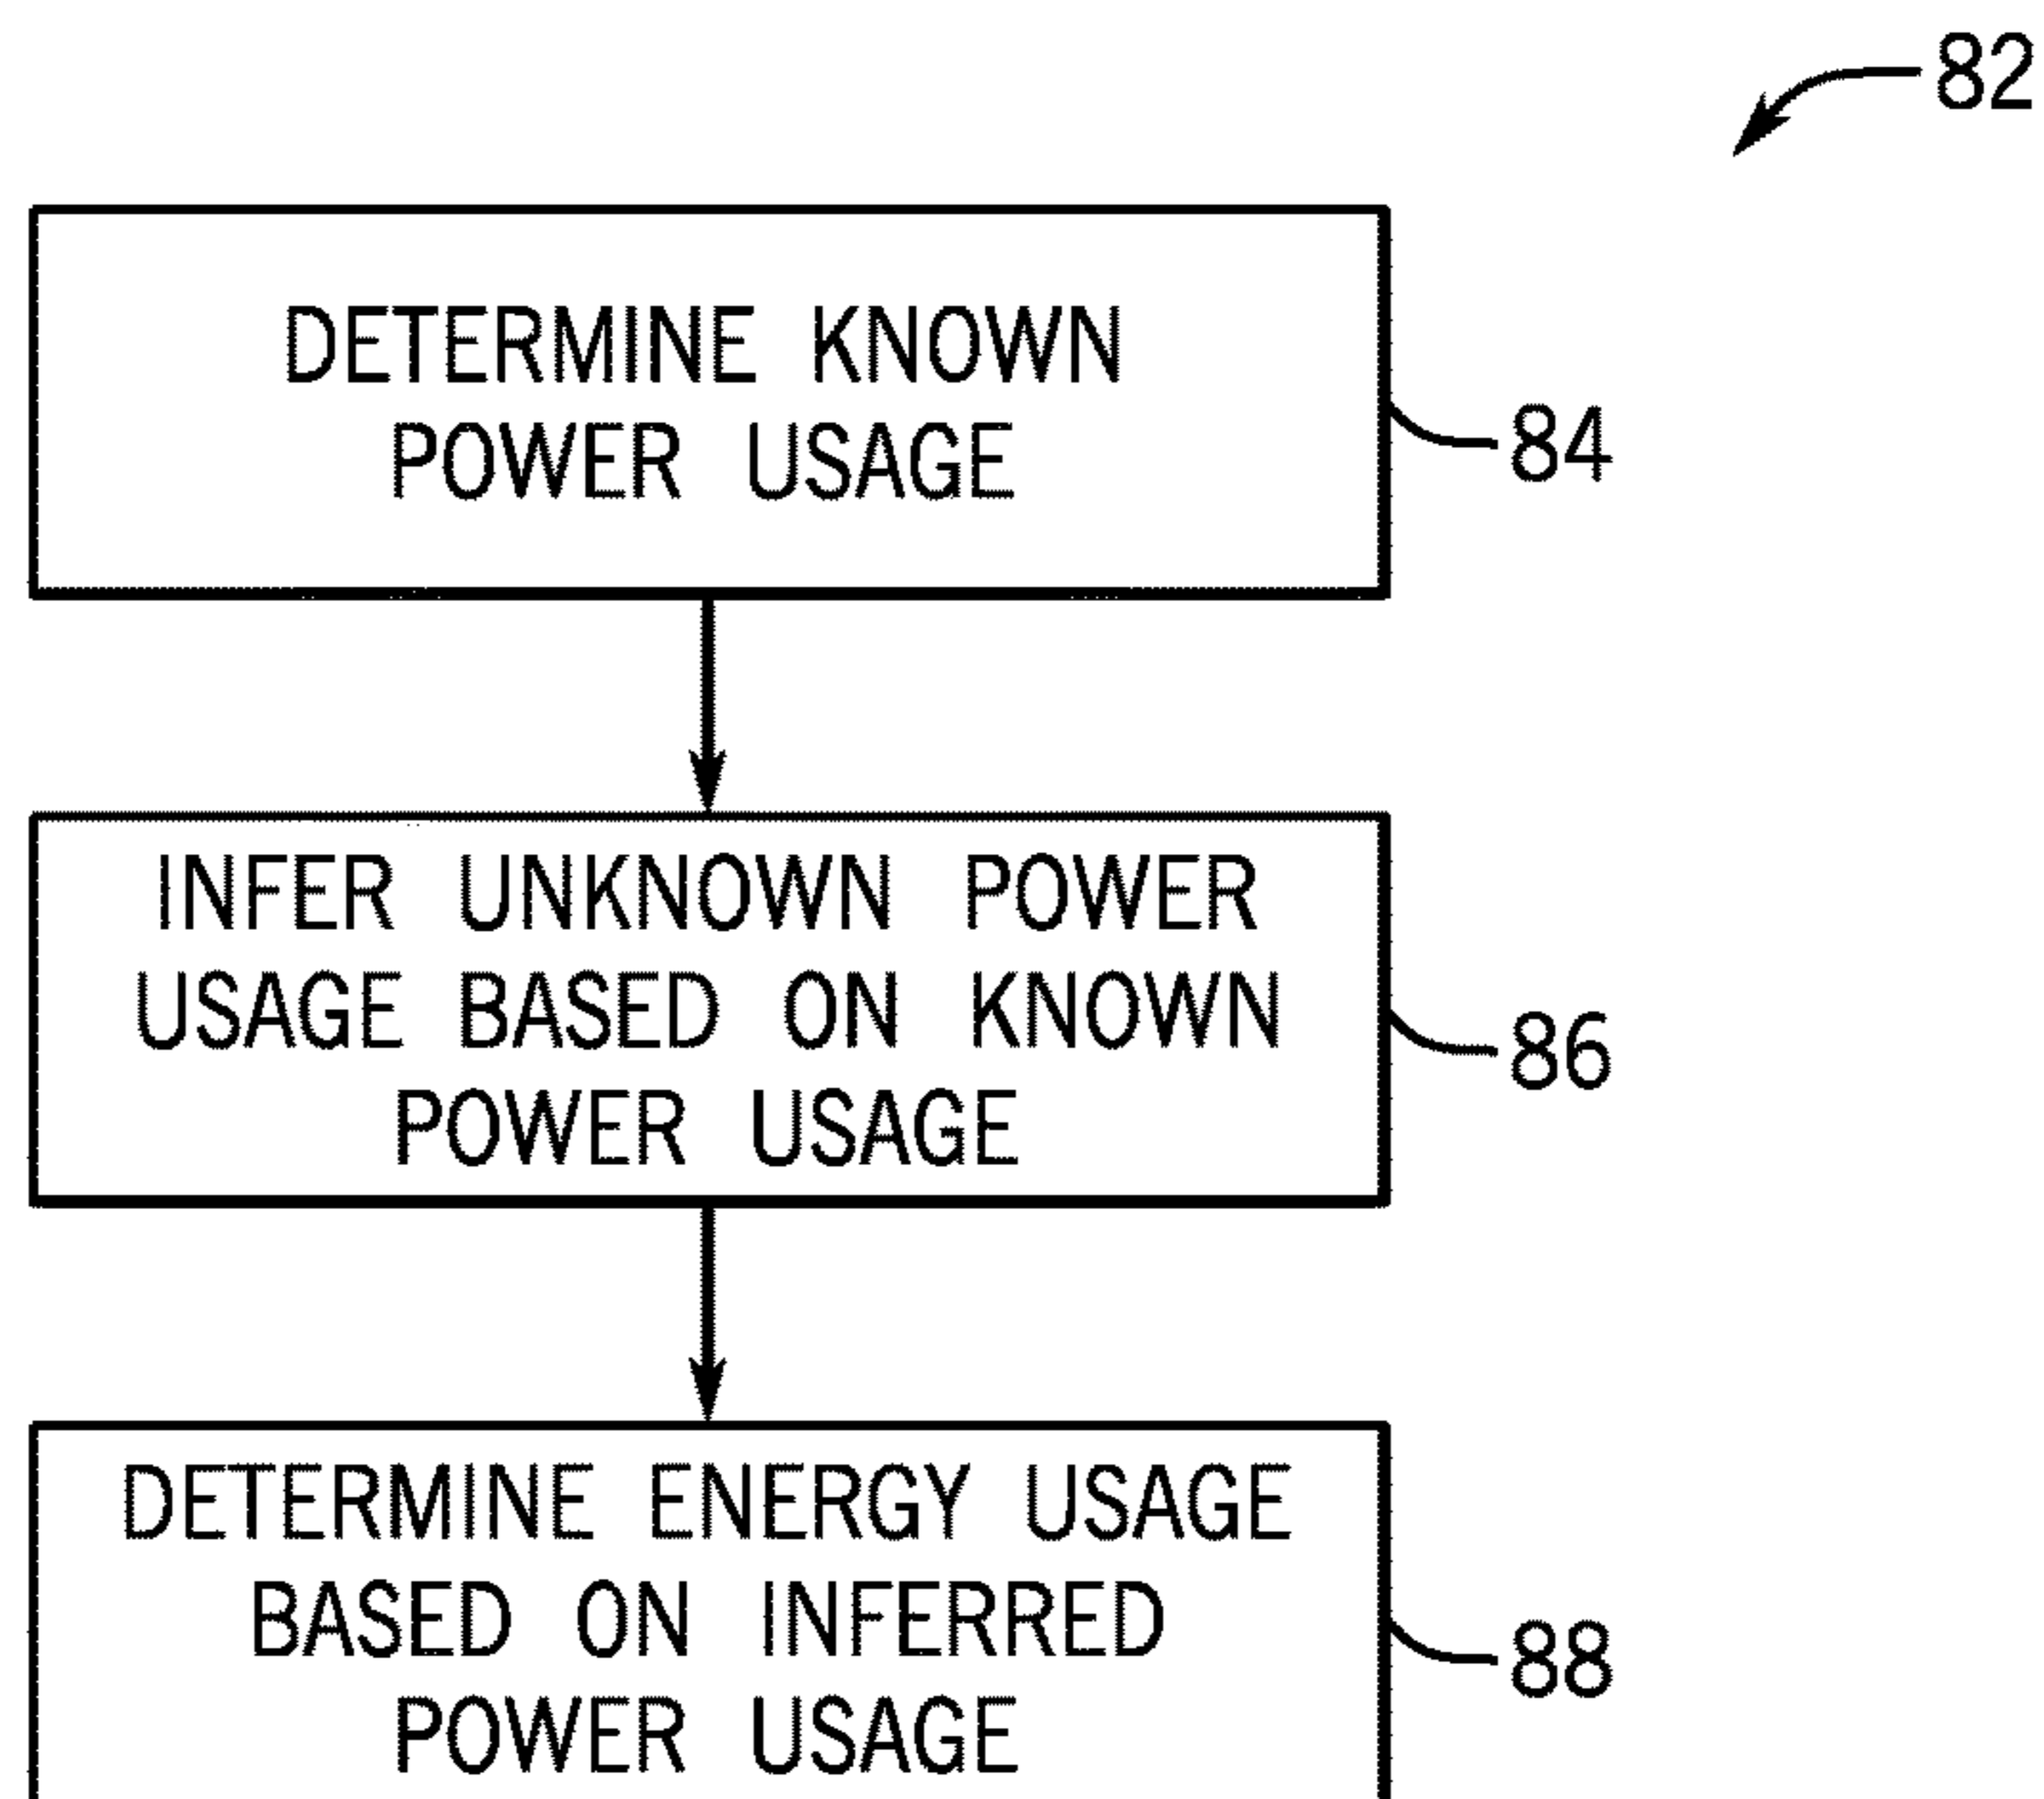 82
DETERMINE KNOWN
POWER USAGE
84
INFER UNKNOWN POWER
USAGE BASED ON KNOWN
POWER USAGE
86
DETERMINE ENERGY USAGE
BASED ON INFERRED
POWER USAGE
88